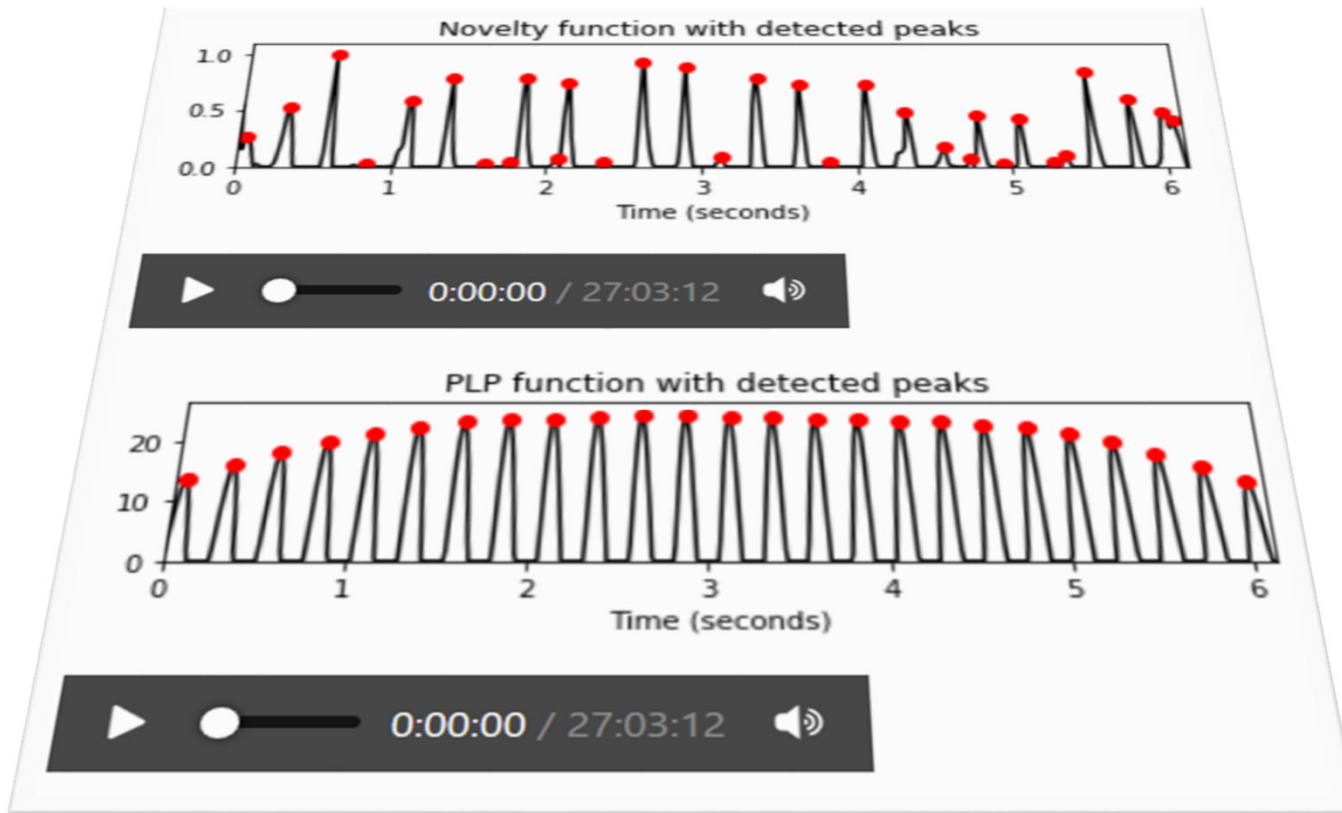 Novelty function with detected peaks
1.0
0.5
0.0
0 1 2 3 4 5 6
Time (seconds)
0:00:00 / 27:03:12
PLP function with detected peaks
20
10
0
0 1 2 3 4 5 6
Time (seconds)
0:00:00 / 27:03:12